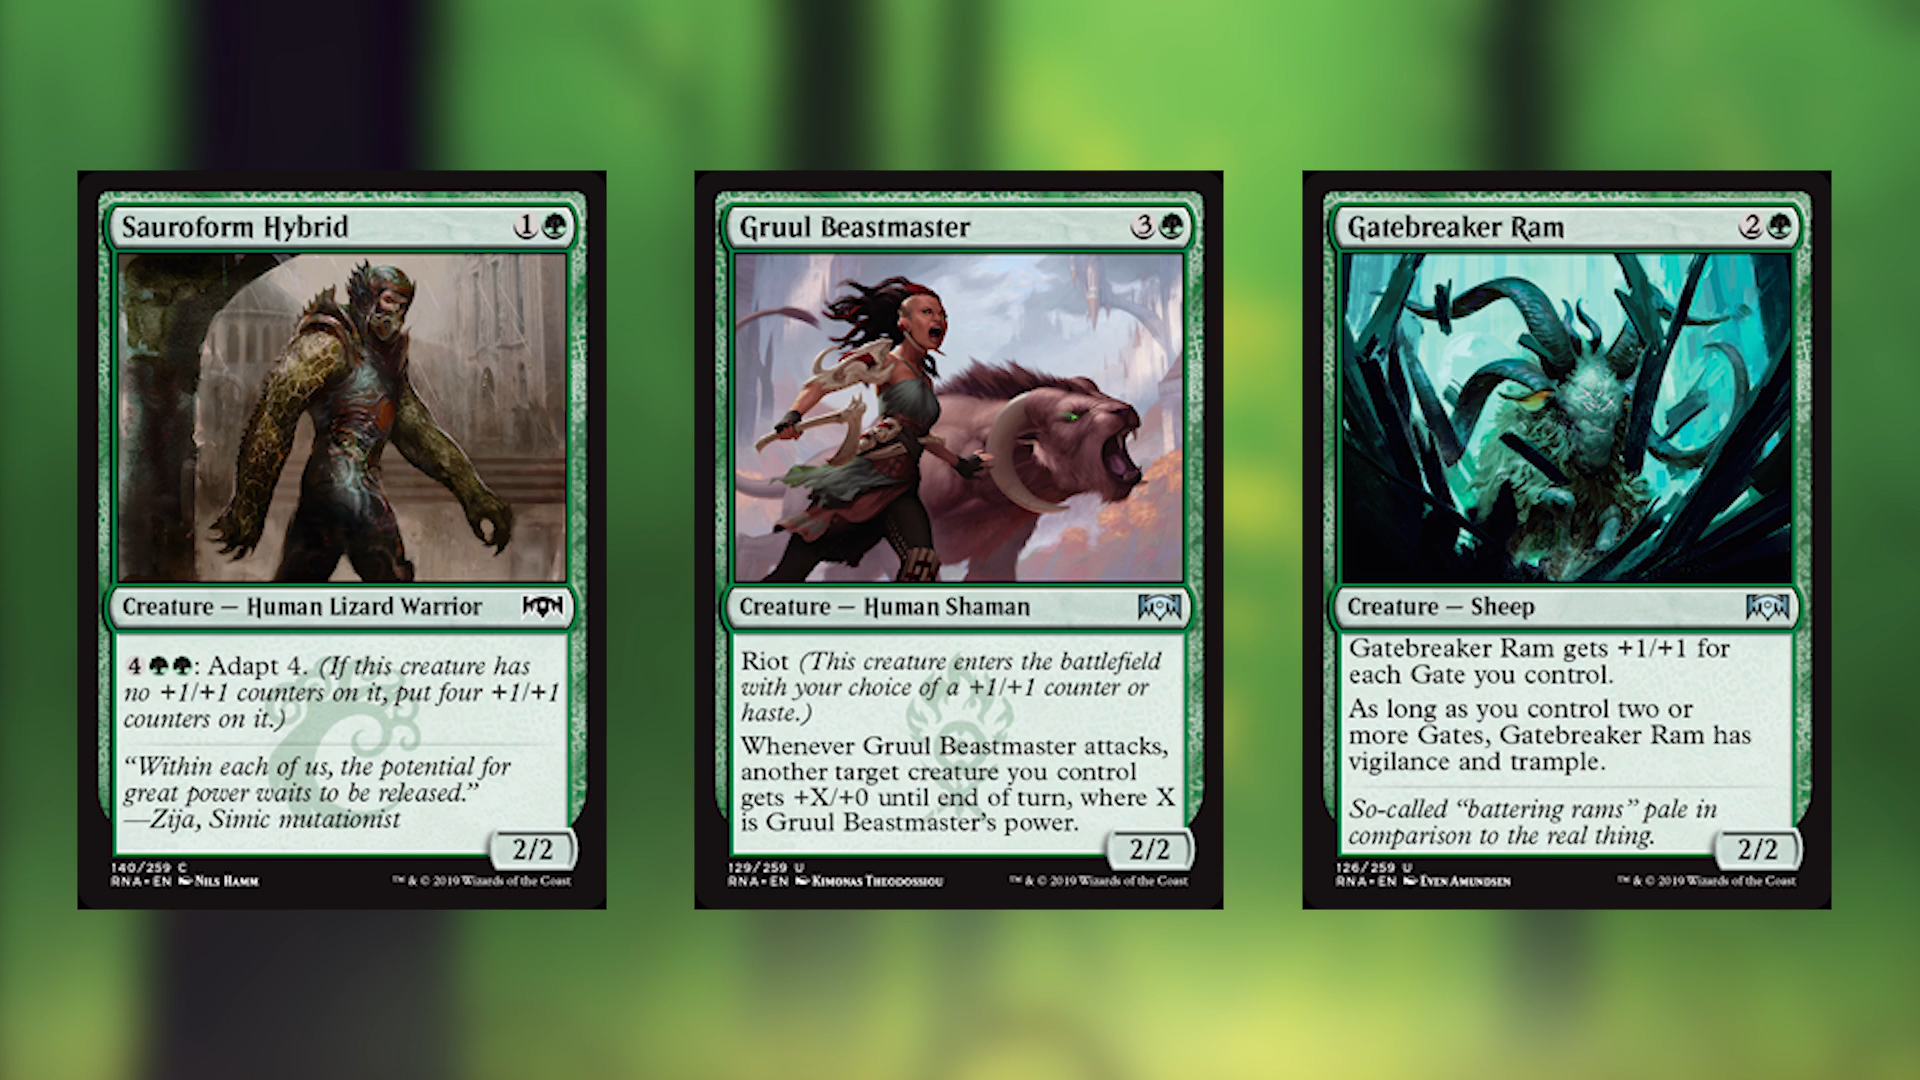 Sauroform Hybrid 1
Creature — Human Lizard Warrior
4 : Adapt 4. (If this creature has
no +1/+1 counters on it, put four +1/+1
counters on it.)
“Within each of us, the potential for
great power waits to be released.”
—Zija, Simic mutationist
2/2
140/259 C
RNA • EN Nils Hamm ™ & © 2019 Wizards of the Coast
Gruul Beastmaster 3
Creature — Human Shaman
Riot (This creature enters the battlefield
with your choice of a +1/+1 counter or
haste.)
Whenever Gruul Beastmaster attacks,
another target creature you control
gets +X/+0 until end of turn, where X
is Gruul Beastmaster’s power.
2/2
129/259 U
RNA • EN Kimonas Theodossiou ™ & © 2019 Wizards of the Coast
Gatebreaker Ram 2
Creature — Sheep
Gatebreaker Ram gets +1/+1 for
each Gate you control.
As long as you control two or
more Gates, Gatebreaker Ram has
vigilance and trample.
So-called “battering rams” pale in
comparison to the real thing.
2/2
126/259 U
RNA • EN Even Amundsen ™ & © 2019 Wizards of the Coast